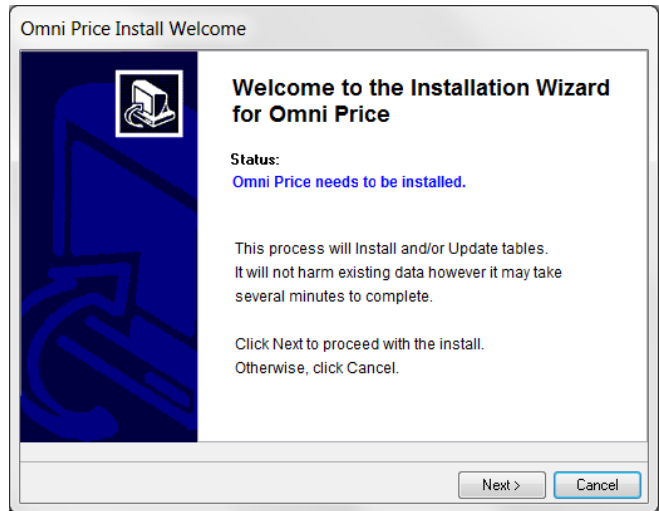 Omni Price Install Welcome
Welcome to the Installation Wizard
for Omni Price
Status:
Omni Price needs to be installed.
This process will Install and/or Update tables.
It will not harm existing data however it may take
several minutes to complete.
Click Next to proceed with the install.
Otherwise, click Cancel.
Next >
Cancel